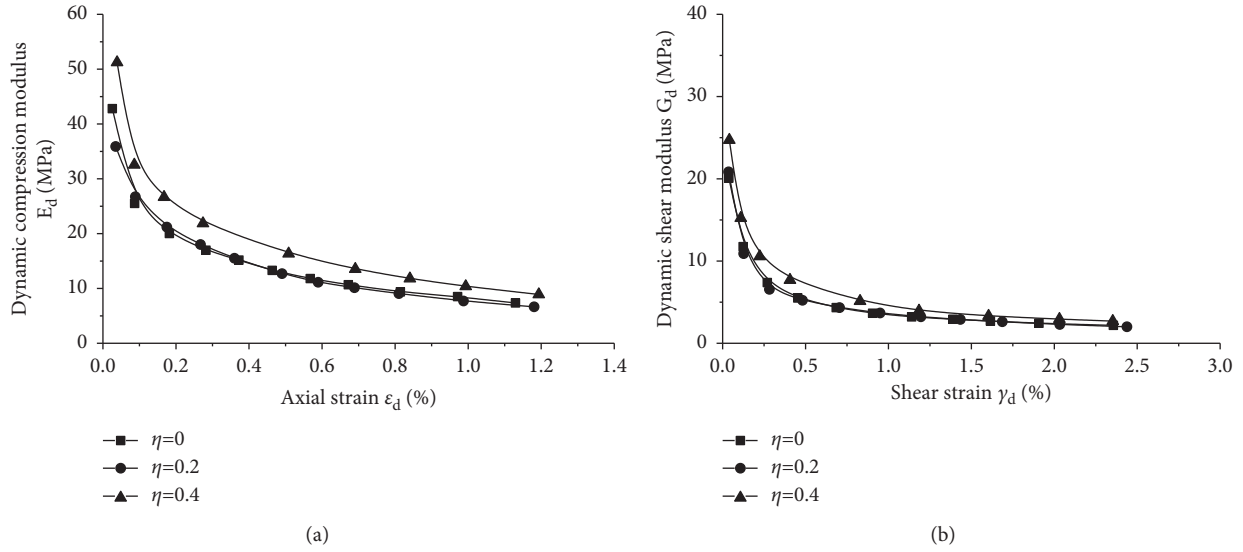 Dynamic compression modulus
E_d (MPa)
60
50
40
30
20
10
0
0.0 0.2 0.4 0.6 0.8 1.0 1.2 1.4
Axial strain ε_d (%)
η=0
η=0.2
η=0.4
(a)
Dynamic shear modulus G_d (MPa)
40
30
20
10
0
0.0 0.5 1.0 1.5 2.0 2.5 3.0
Shear strain γ_d (%)
η=0
η=0.2
η=0.4
(b)